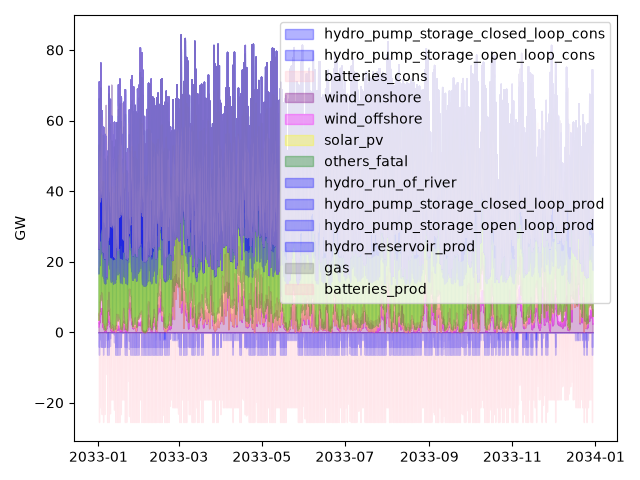 80
60
40
20
0
−20
GW
hydro_pump_storage_closed_loop_cons
hydro_pump_storage_open_loop_cons
batteries_cons
wind_onshore
wind_offshore
solar_pv
others_fatal
hydro_run_of_river
hydro_pump_storage_closed_loop_prod
hydro_pump_storage_open_loop_prod
hydro_reservoir_prod
gas
batteries_prod
2033-01 2033-03 2033-05 2033-07 2033-09 2033-11 2034-01